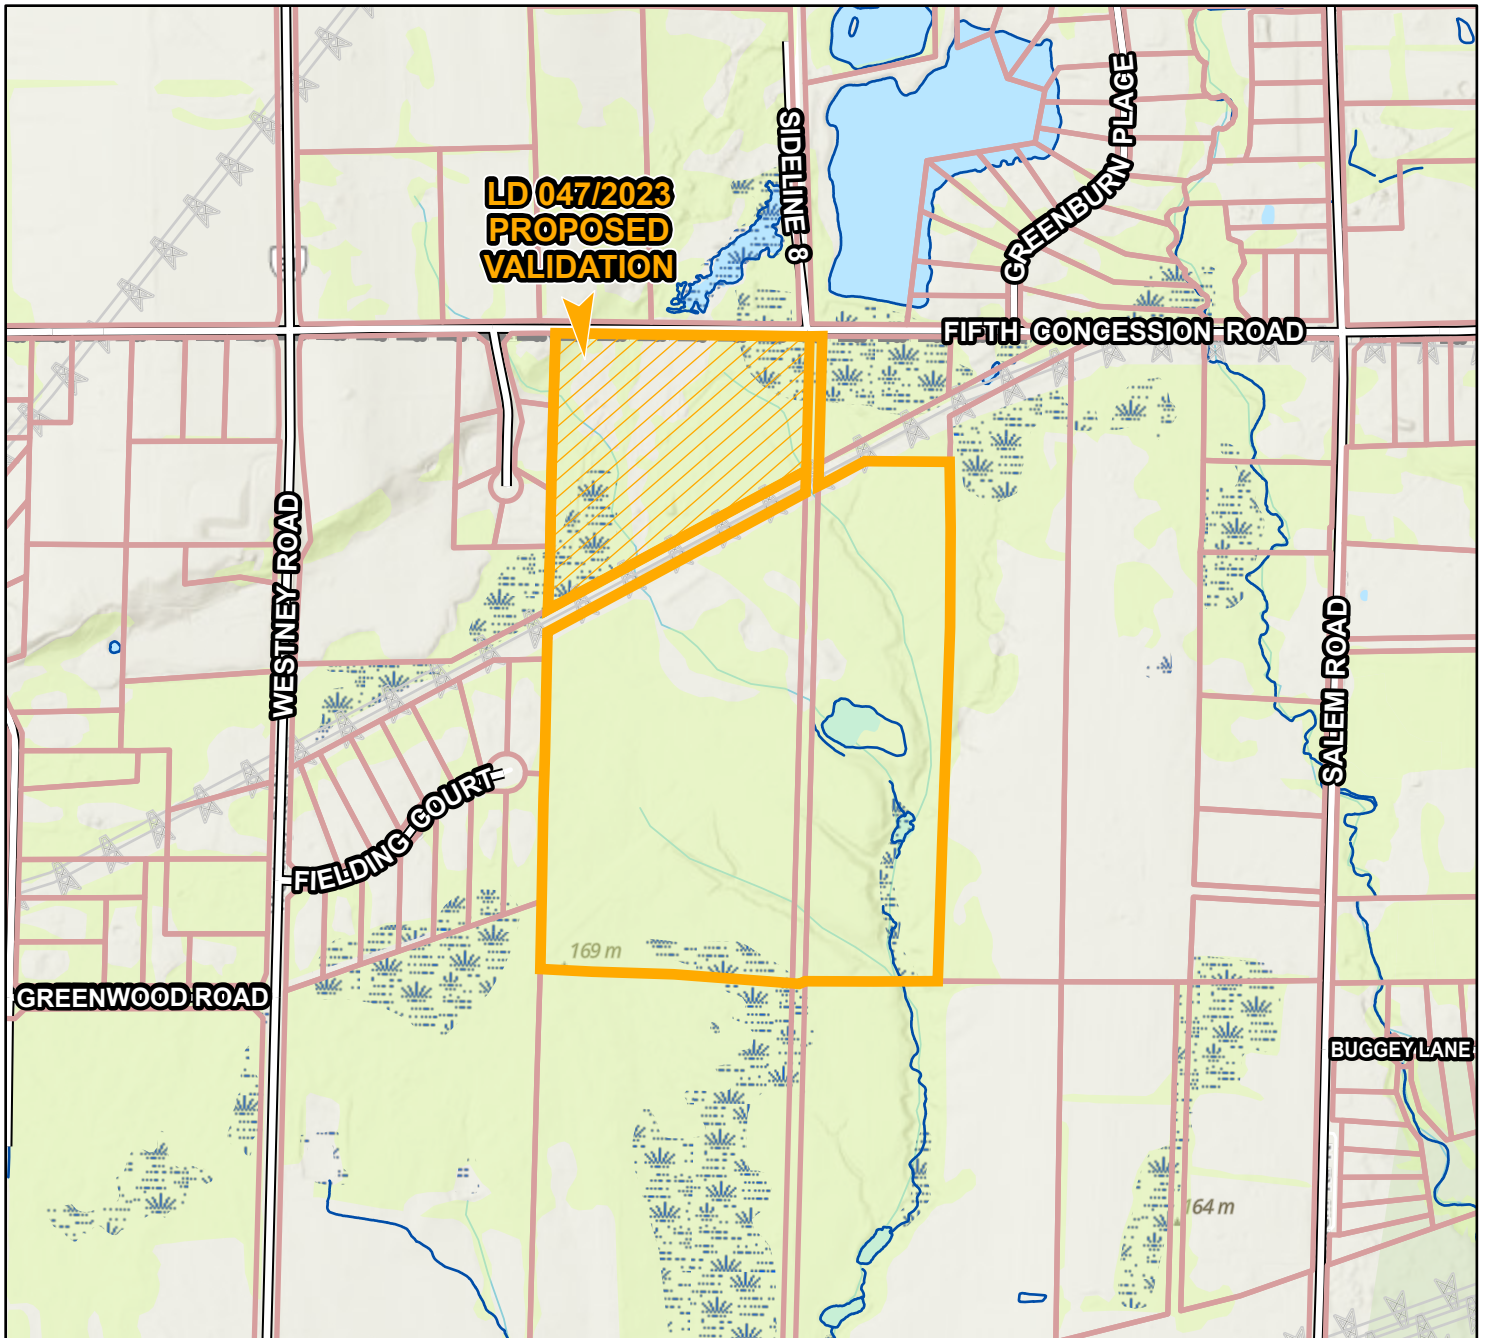 LD 047/2023
PROPOSED
VALIDATION
SIDELINE 8
GREENBURN PLACE
FIFTH CONCESSION ROAD
WESTNEY ROAD
SALEM ROAD
FIELDING COURT
169 m
GREENWOOD ROAD
BUGGEY LANE
164 m